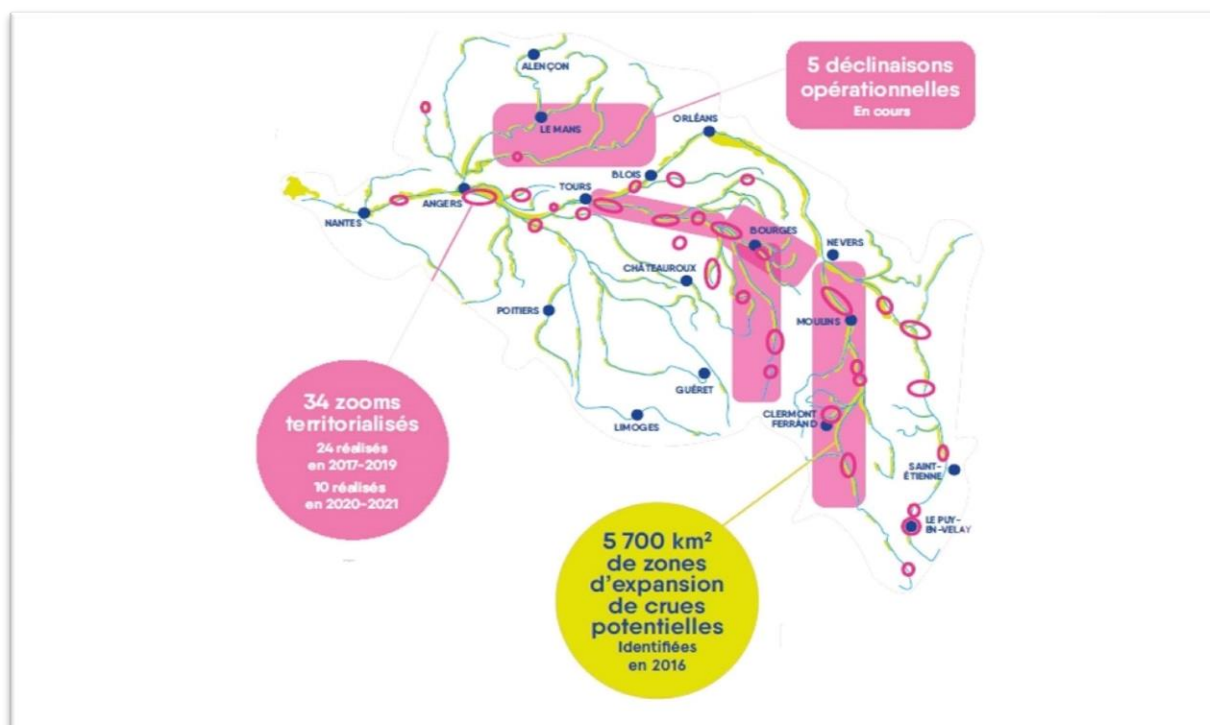 5 déclinaisons
opérationnelles
En cours
ALENÇON
LE MANS
ORLÉANS
BLOIS
TOURS
ANGERS
NANTES
BOURGES
NEVERS
CHÂTEAUROUX
POITIERS
MOULINS
GUÉRET
LIMOGES
CLERMONT
FERRAND
SAINT-
ÉTIENNE
LE PUY-
EN-VELAY
34 zooms
territorialisés
24 réalisés
en 2017-2019
10 réalisés
en 2020-2021
5 700 km²
de zones
d'expansion
de crues
potentielles
Identifiées
en 2016